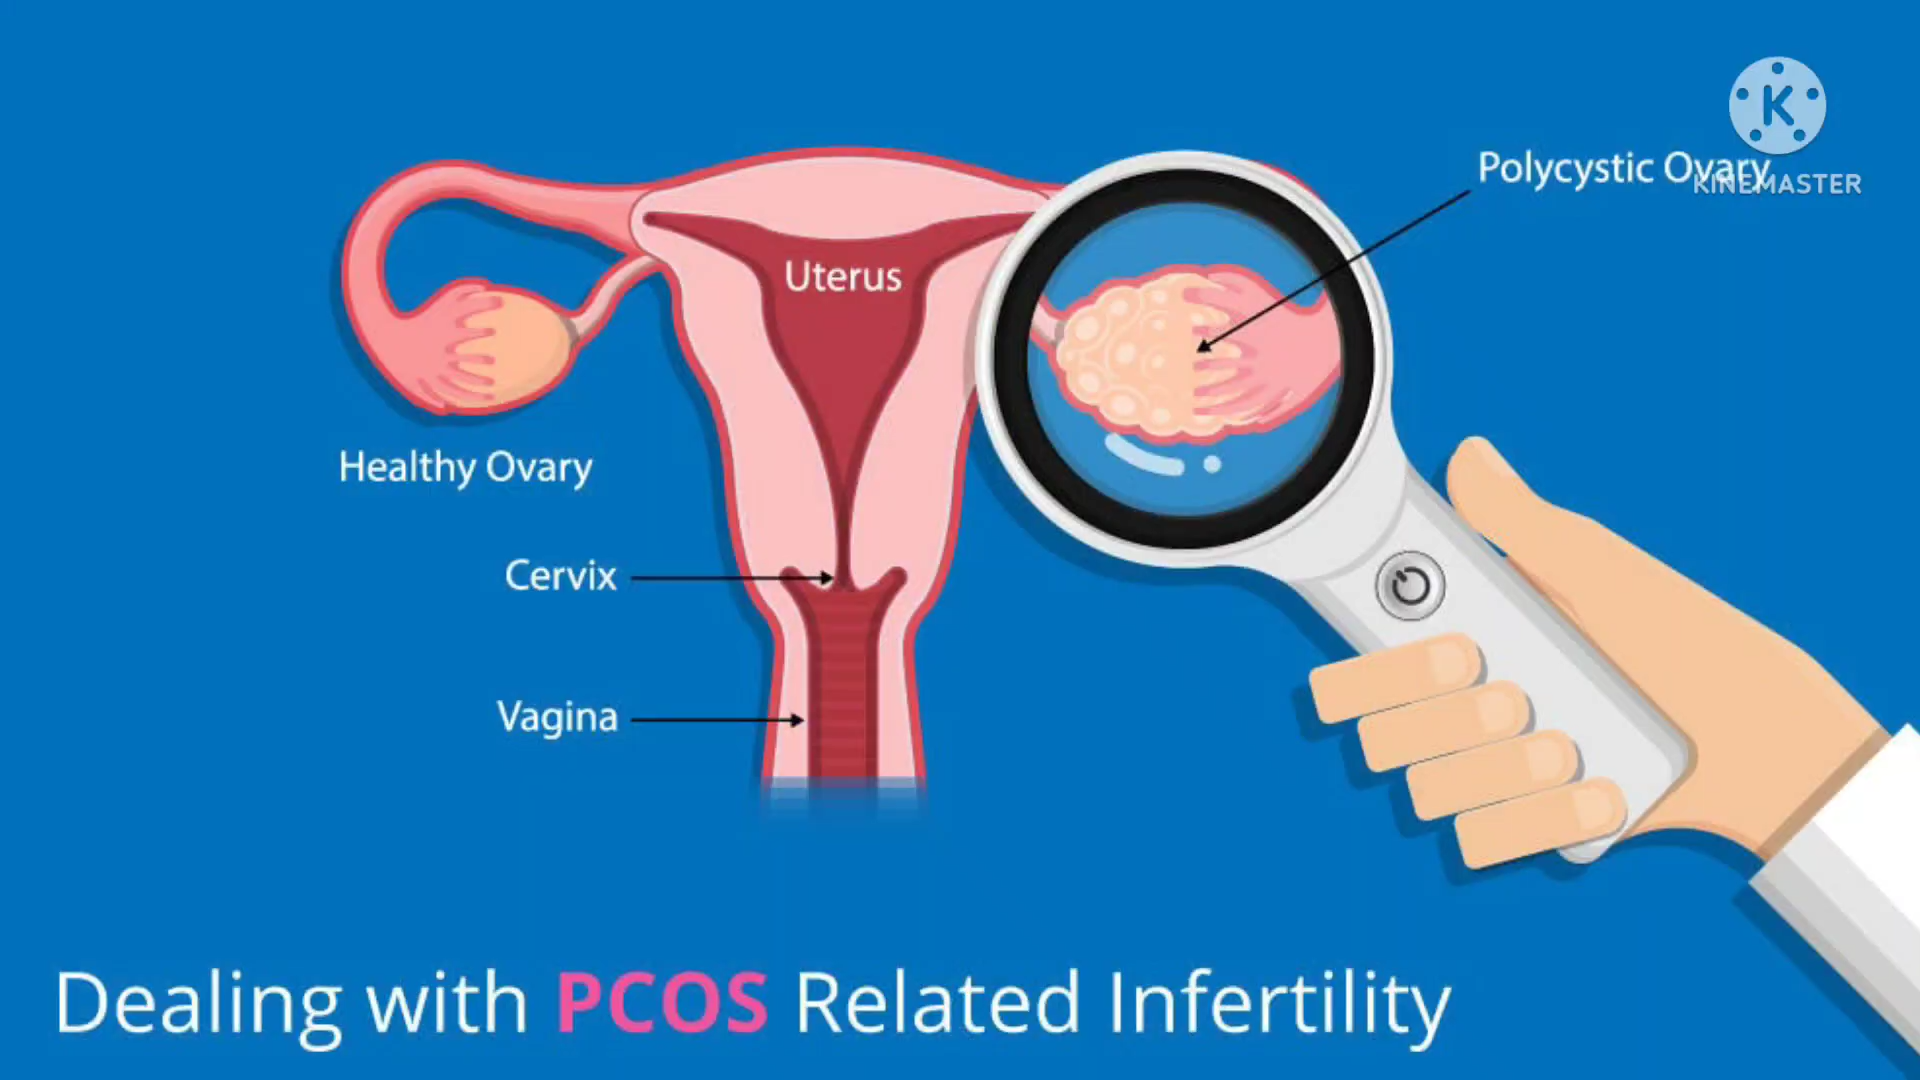 K
Polycystic Ovary
KINEMASTER
Uterus
Healthy Ovary
Cervix
Vagina
Dealing with PCOS Related Infertility